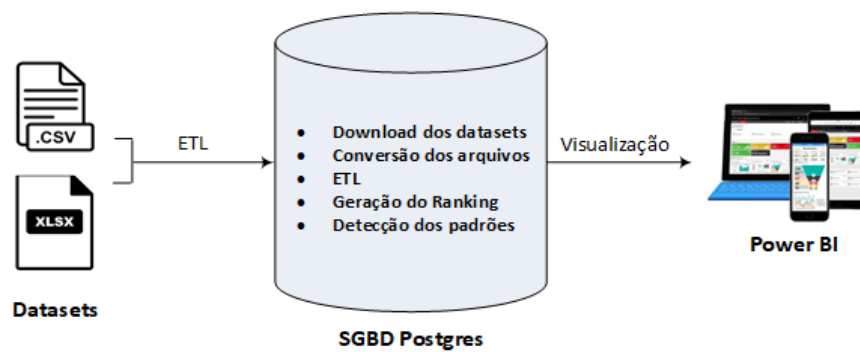 .CSV
XLSX
Datasets
ETL
• Download dos datasets
• Conversão dos arquivos
• ETL
• Geração do Ranking
• Detecção dos padrões
SGBD Postgres
Visualização
Power BI